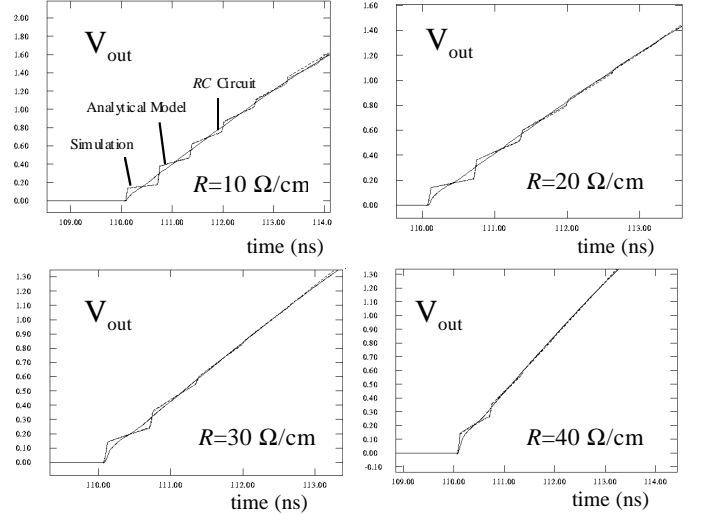 2.00
1.80
1.60
1.40
1.20
1.00
0.80
0.60
0.40
0.20
0.00
V out
RC Circuit
Analytical Model
Simulation
R=10 Ω/cm
109.00 110.00 111.00 112.00 113.00 114.0
time (ns)
1.60
1.40
1.20
1.00
0.80
0.60
0.40
0.20
0.00
V out
R=20 Ω/cm
110.00 111.00 112.00 113.00
time (ns)
1.30
1.20
1.10
1.00
0.90
0.80
0.70
0.60
0.50
0.40
0.30
0.20
0.10
0.00
V out
R=30 Ω/cm
110.00 111.00 112.00 113.00
time (ns)
1.30
1.20
1.10
1.00
0.90
0.80
0.70
0.60
0.50
0.40
0.30
0.20
0.10
0.00
-0.10
V out
R=40 Ω/cm
109.00 110.00 111.00 112.00 113.00 114.00
time (ns)